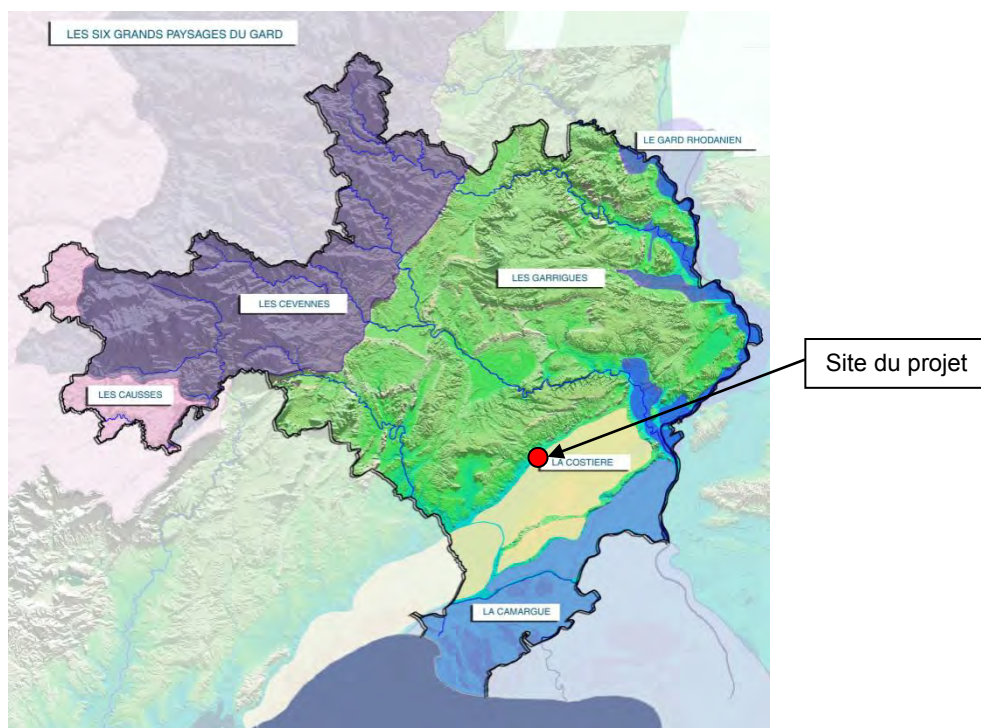 LES SIX GRANDS PAYSAGES DU GARD
LE GARD RHODANIEN
LES GARRIGUES
LES CEVENNES
Site du projet
LES CAUSSES
LA COSTIERE
LA CAMARGUE